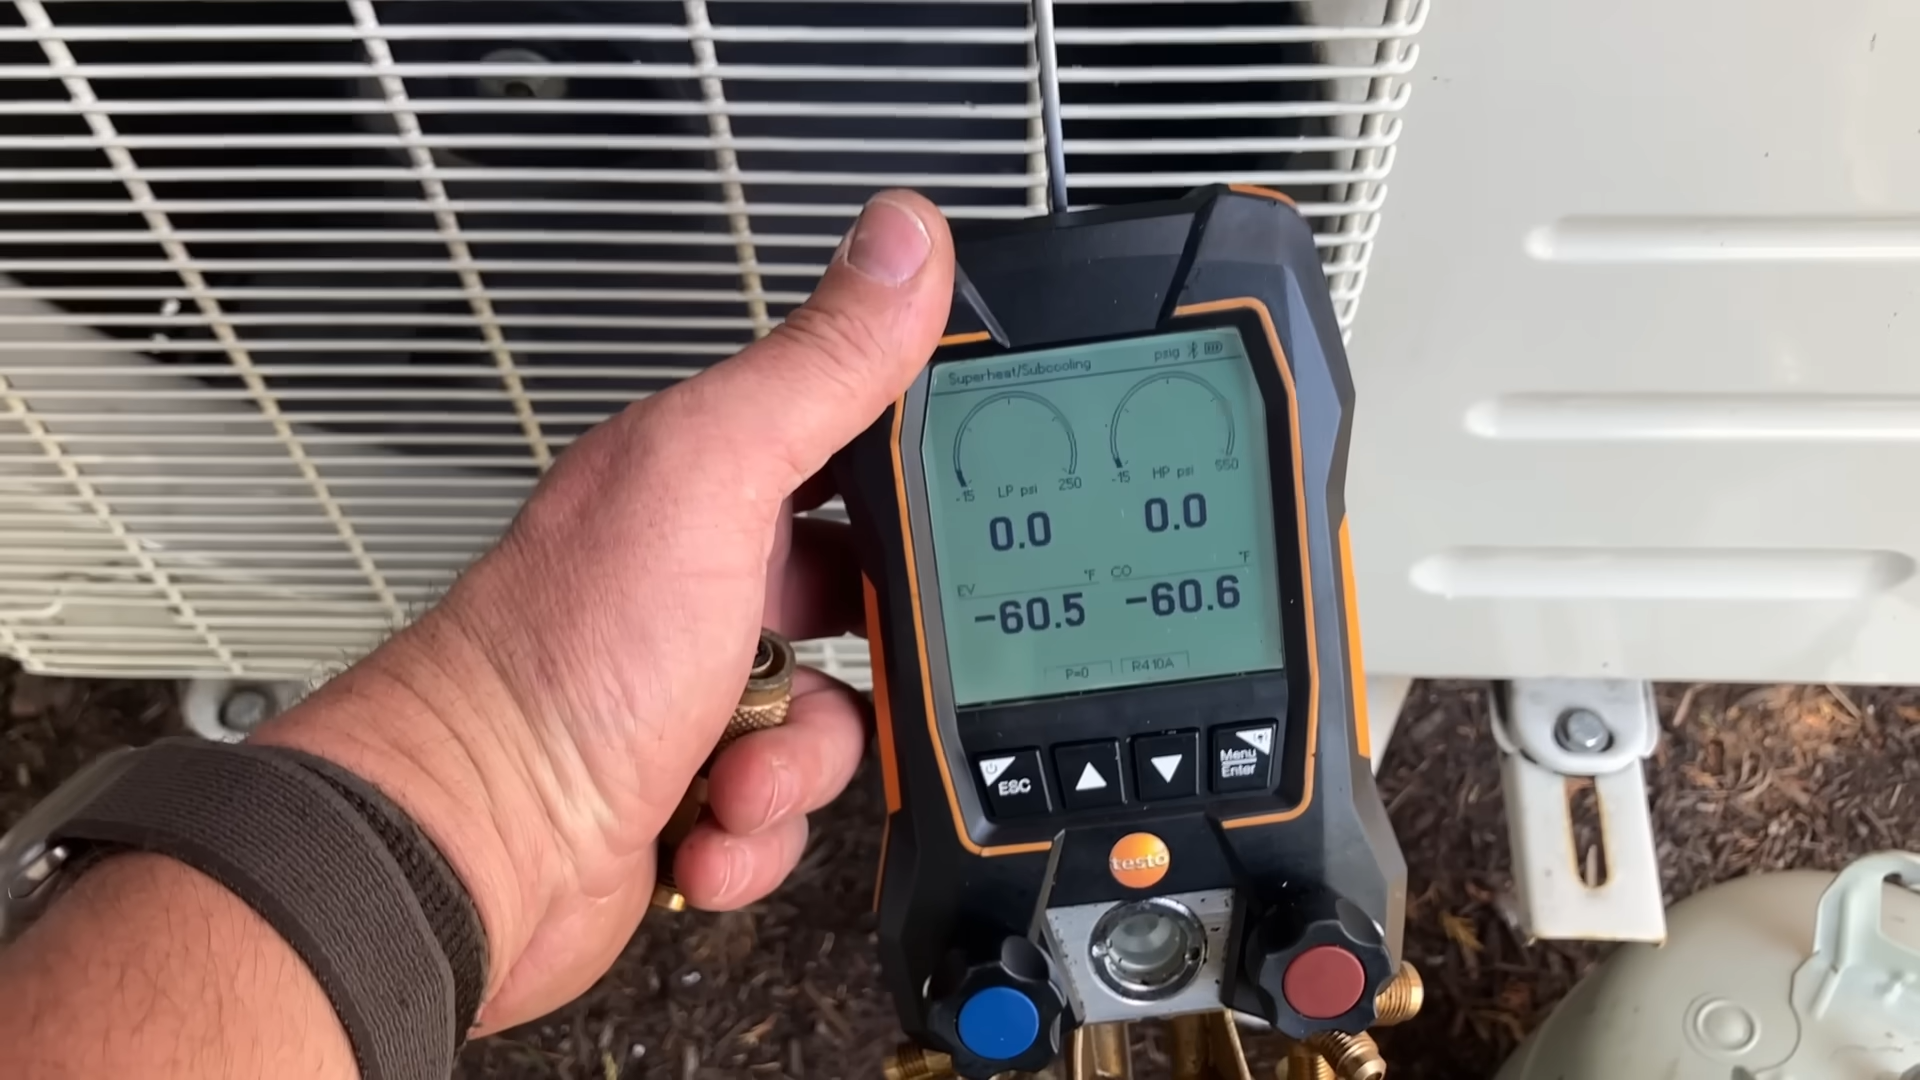 Superheat/Subcooling psig
-15 LP psi 250
-15 HP psi 550
0.0 0.0
EV °F CO °F
-60.5 -60.6
P=0 R410A
ESC
Menu
Enter
testo